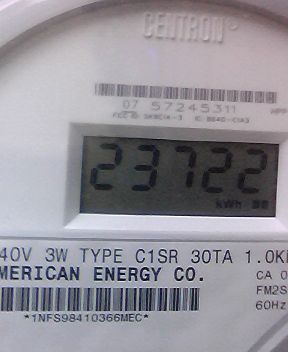 CENTRON®
07 57245311
23722
kWh
40V 3W TYPE C1SR 30TA 1.0K
MERICAN ENERGY CO.
CA 0
FM2S
60Hz
*1NFS98410366MEC*